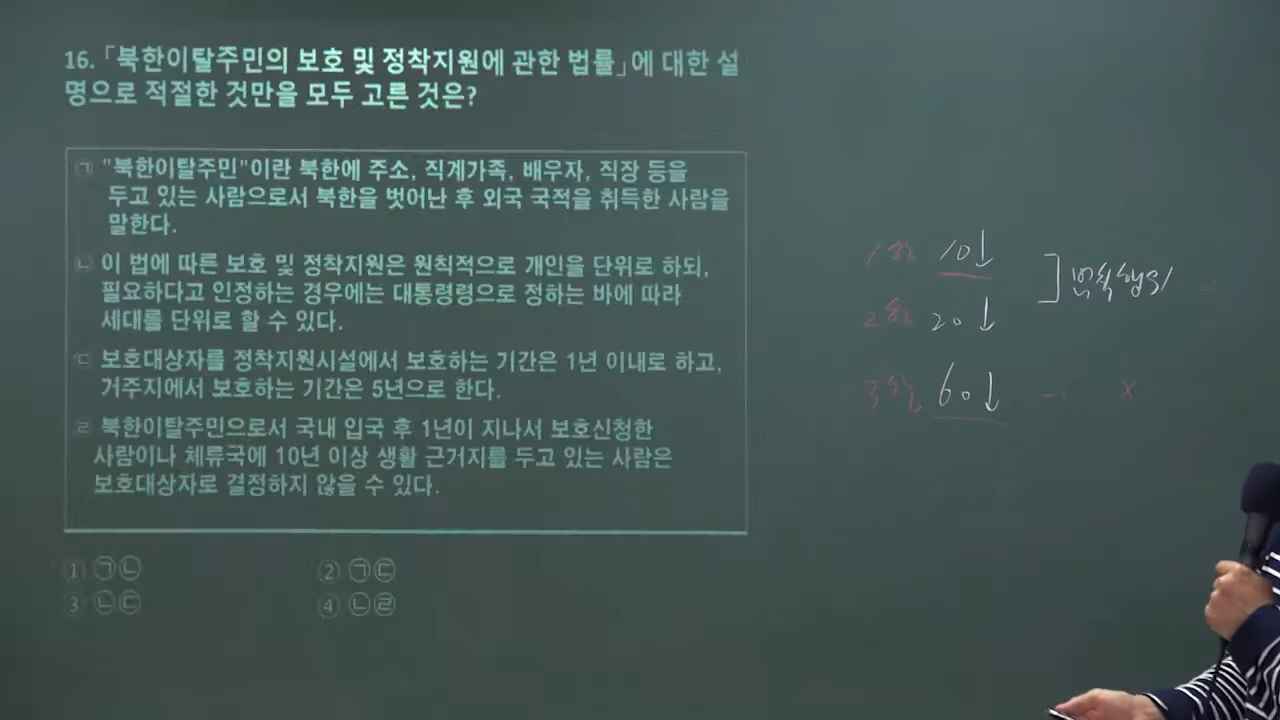 16. 「북한이탈주민의 보호 및 정착지원에 관한 법률」에 대한 설
명으로 적절한 것만을 모두 고른 것은?
㉠ "북한이탈주민"이란 북한에 주소, 직계가족, 배우자, 직장 등을
두고 있는 사람으로서 북한을 벗어난 후 외국 국적을 취득한 사람을
말한다.
㉡ 이 법에 따른 보호 및 정착지원은 원칙적으로 개인을 단위로 하되,
필요하다고 인정하는 경우에는 대통령령으로 정하는 바에 따라
세대를 단위로 할 수 있다.
㉢ 보호대상자를 정착지원시설에서 보호하는 기간은 1년 이내로 하고,
거주지에서 보호하는 기간은 5년으로 한다.
㉣ 북한이탈주민으로서 국내 입국 후 1년이 지나서 보호신청한
사람이나 체류국에 10년 이상 생활 근거지를 두고 있는 사람은
보호대상자로 결정하지 않을 수 있다.
① ㉠㉡ ② ㉠㉢
③ ㉡㉢ ④ ㉡㉣
10↓
20↓
60↓ x